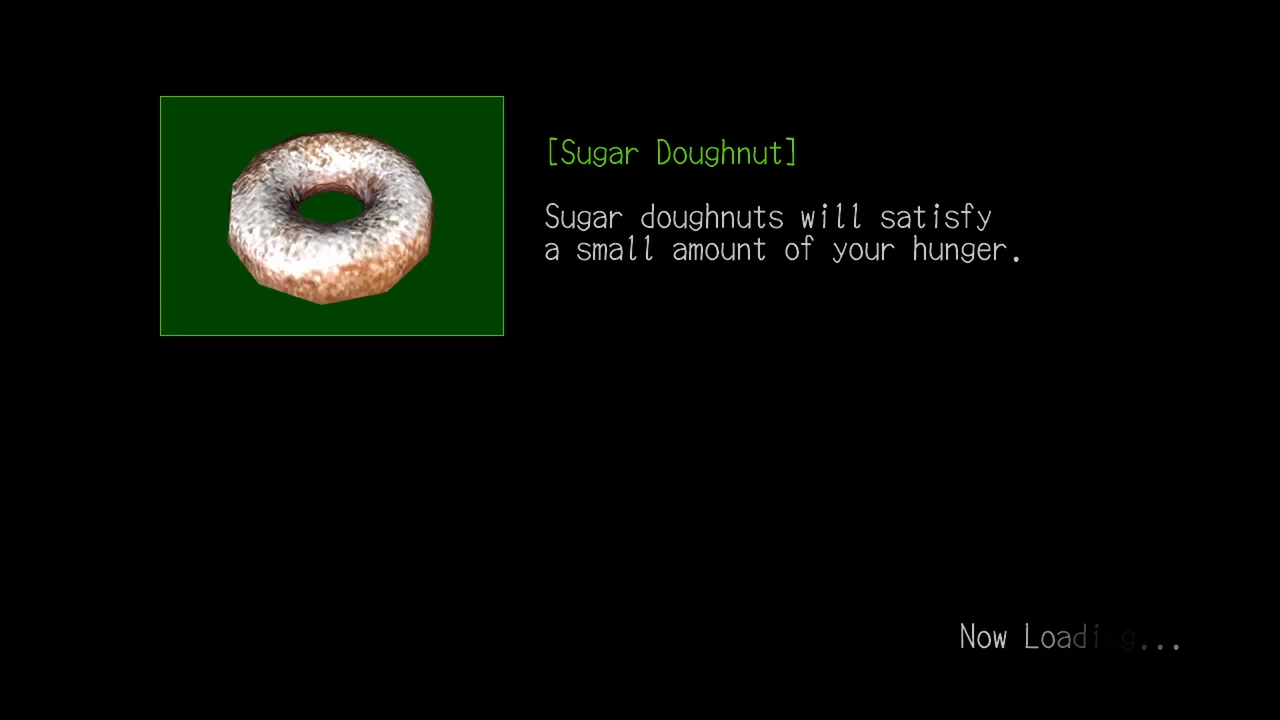 [Sugar Doughnut]
Sugar doughnuts will satisfy
a small amount of your hunger.
Now Loading...